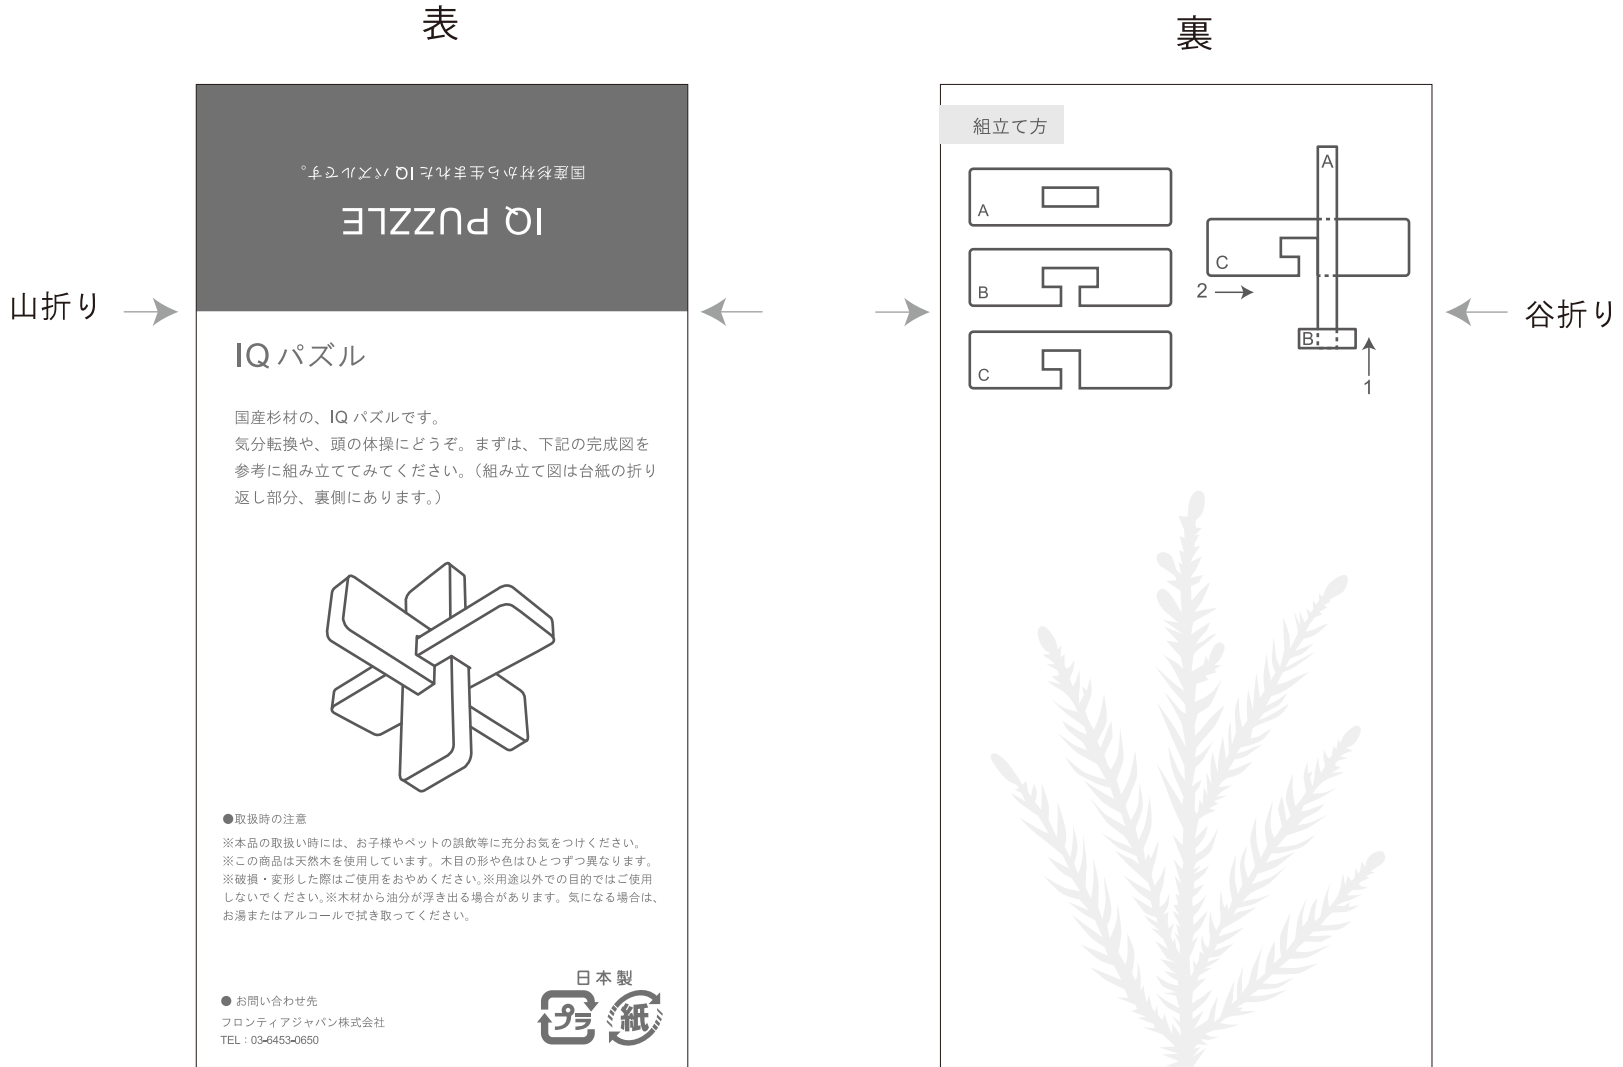 表
裏
国産杉材から生まれた IQ パズルです。
IQ PUZZLE
山折り
IQ パズル
国産杉材の、IQ パズルです。
気分転換や、頭の体操にどうぞ。まずは、下記の完成図を
参考に組み立ててみてください。（組み立て図は台紙の折り
返し部分、裏側にあります。）
●取扱時の注意
※本品の取扱い時には、お子様やペットの誤飲等に充分お気をつけください。
※この商品は天然木を使用しています。木目の形や色はひとつずつ異なります。
※破損・変形した際はご使用をおやめください。※用途以外での目的ではご使用
しないでください。※木材から油分が浮き出る場合があります。気になる場合は、
お湯またはアルコールで拭き取ってください。
● お問い合わせ先
フロンティアジャパン株式会社
TEL：03-6453-0650
日本製
プラ
紙
組立て方
A
B
C
A
C
2
B
1
谷折り